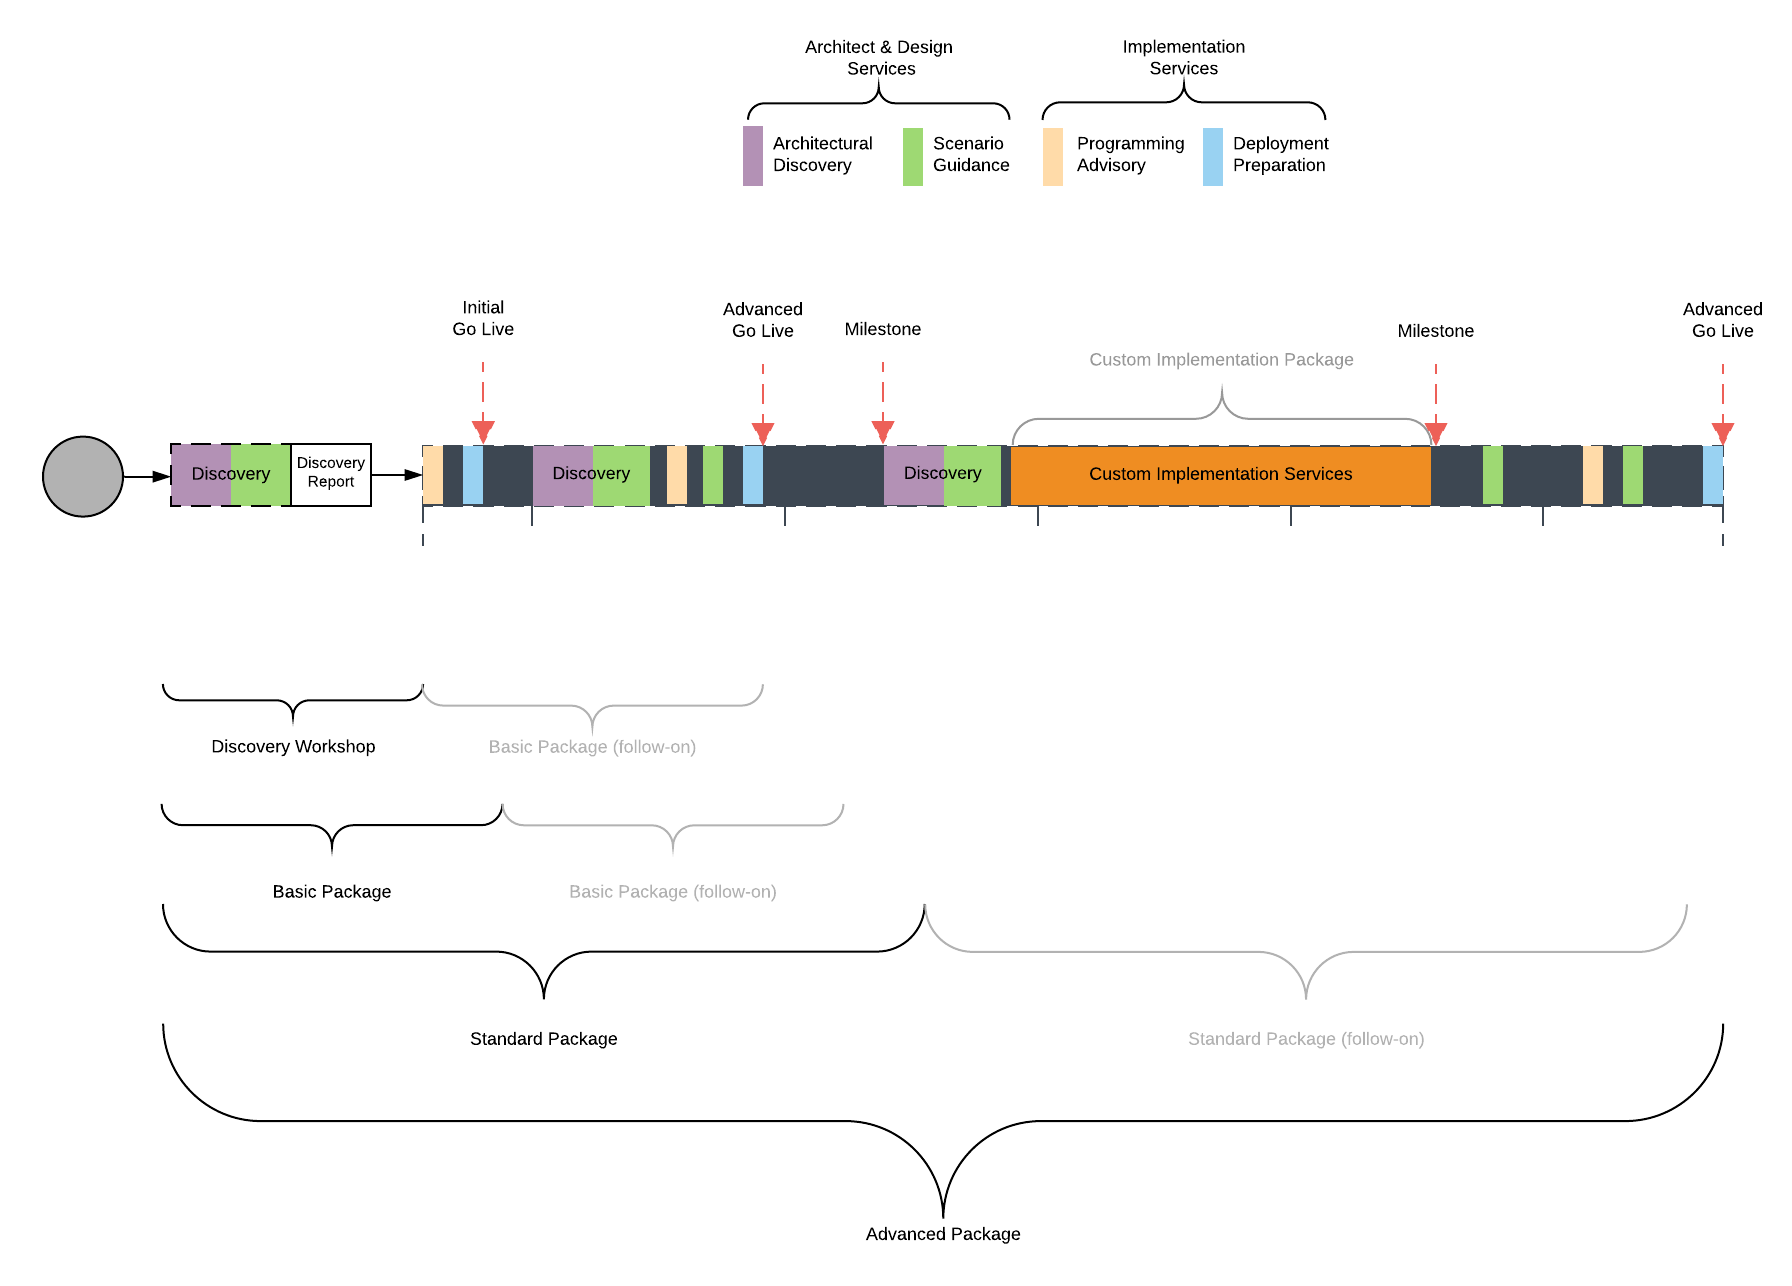 Architect & Design
Services
Implementation
Services
Architectural
Discovery
Scenario
Guidance
Programming
Advisory
Deployment
Preparation
Initial
Go Live
Advanced
Go Live
Milestone
Custom Implementation Package
Milestone
Advanced
Go Live
Discovery
Discovery
Report
Discovery
Discovery
Custom Implementation Services
Discovery Workshop
Basic Package (follow-on)
Basic Package
Basic Package (follow-on)
Standard Package
Standard Package (follow-on)
Advanced Package